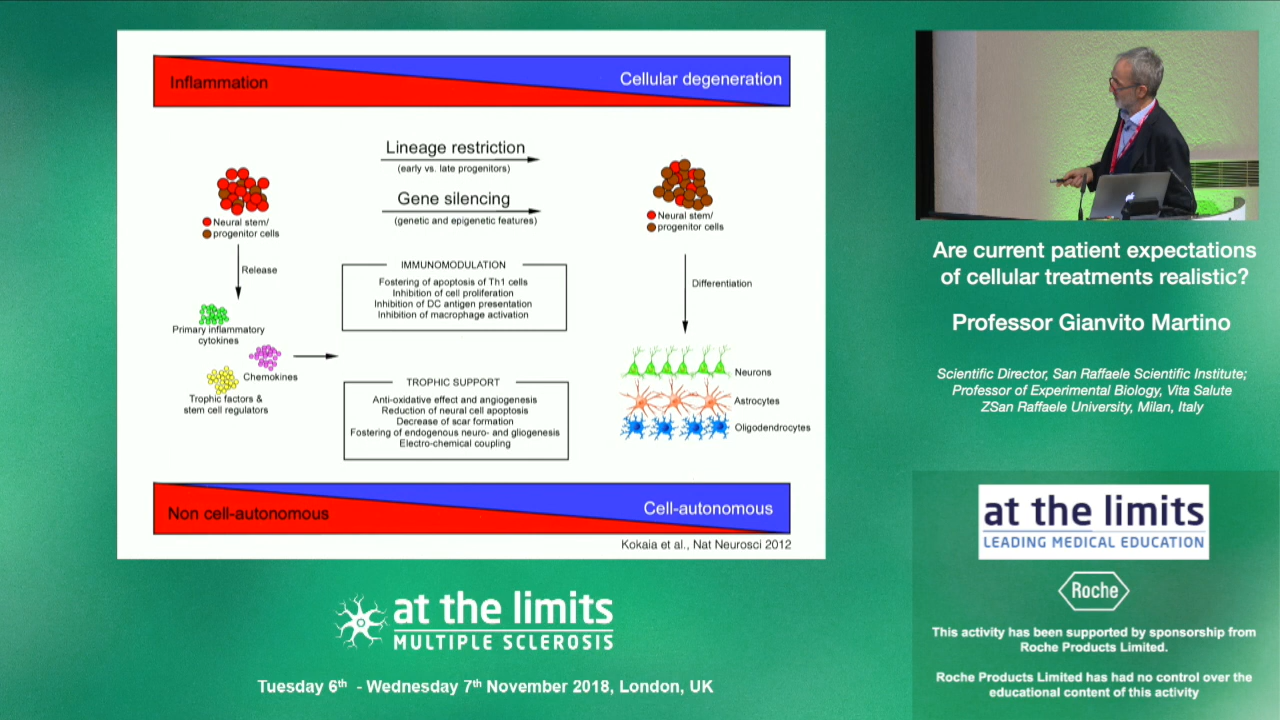 Inflammation
Cellular degeneration
Lineage restriction
(early vs. late progenitors)
Gene silencing
(genetic and epigenetic features)
Neural stem/
progenitor cells
Release
Primary inflammatory
cytokines
Chemokines
Trophic factors &
stem cell regulators
IMMUNOMODULATION
Fostering of apoptosis of Th1 cells
Inhibition of cell proliferation
Inhibition of DC antigen presentation
Inhibition of macrophage activation
TROPHIC SUPPORT
Anti-oxidative effect and angiogenesis
Reduction of neural cell apoptosis
Decrease of scar formation
Fostering of endogenous neuro- and gliogenesis
Electro-chemical coupling
Neural stem/
progenitor cells
Differentiation
Neurons
Astrocytes
Oligodendrocytes
Non cell-autonomous
Cell-autonomous
Kokaia et al., Nat Neurosci 2012
at the limits
MULTIPLE SCLEROSIS
Tuesday 6th - Wednesday 7th November 2018, London, UK
Are current patient expectations
of cellular treatments realistic?
Professor Gianvito Martino
Scientific Director, San Raffaele Scientific Institute;
Professor of Experimental Biology, Vita Salute
ZSan Raffaele University, Milan, Italy
at the limits
LEADING MEDICAL EDUCATION
Roche
This activity has been supported by sponsorship from
Roche Products Limited.
Roche Products Limited has had no control over the
educational content of this activity